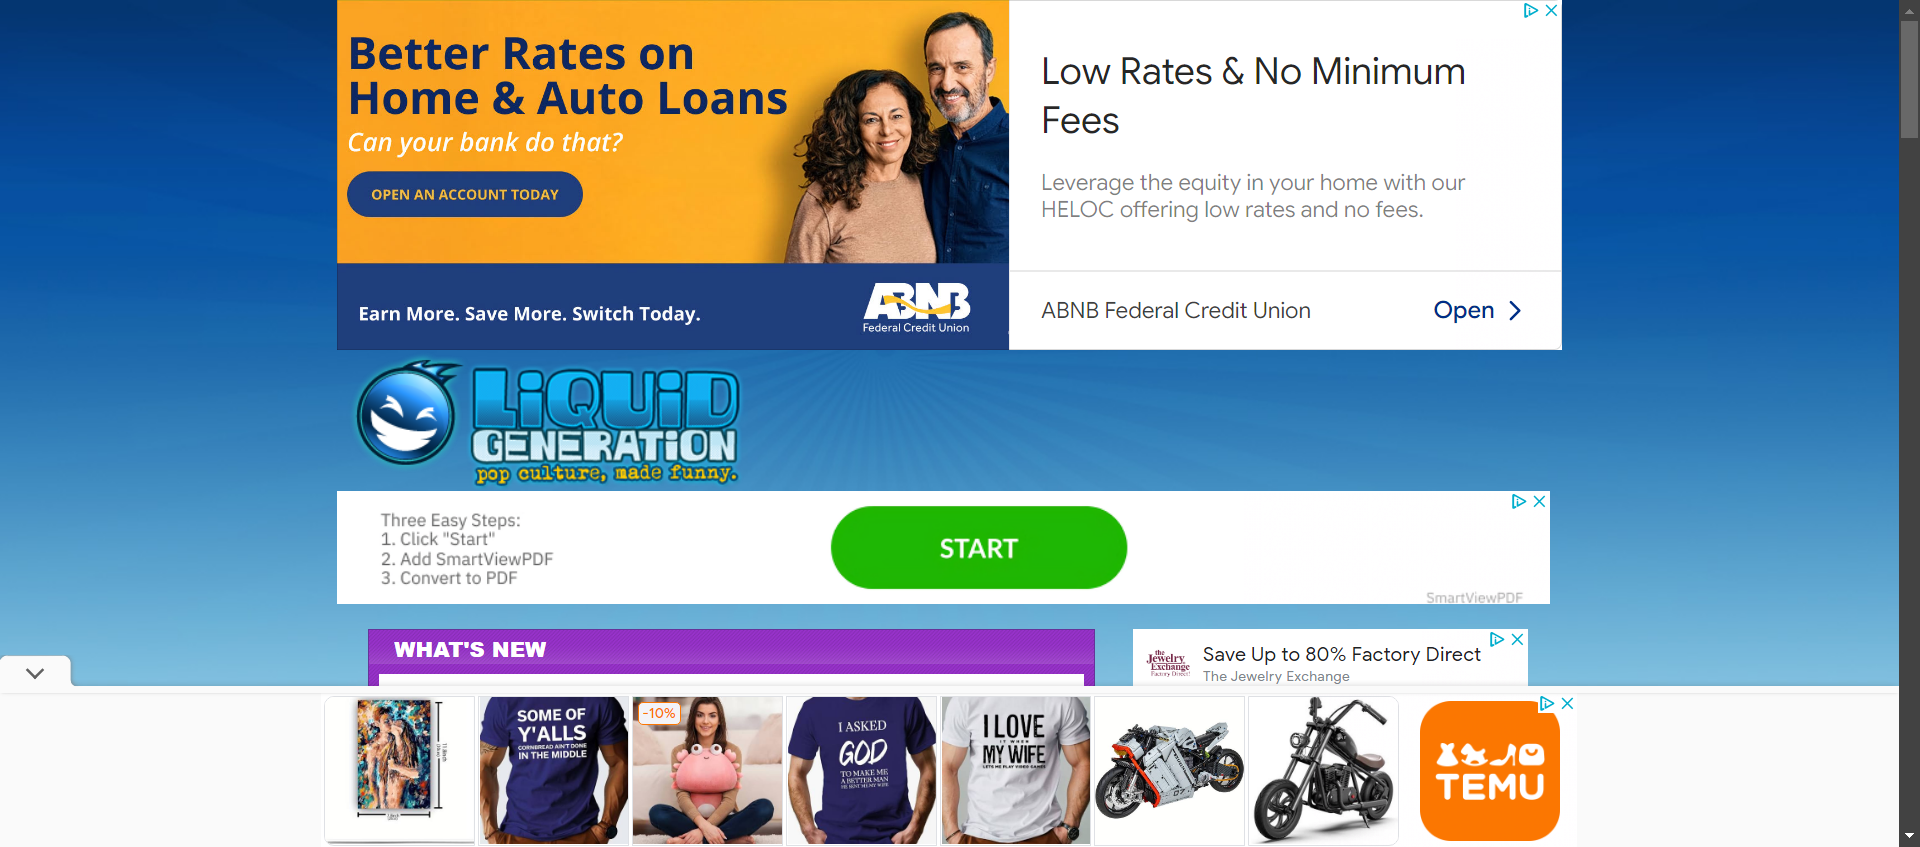 Better Rates on
Home & Auto Loans
Can your bank do that?
OPEN AN ACCOUNT TODAY
Earn More. Save More. Switch Today.
ABNB
Federal Credit Union
Low Rates & No Minimum
Fees
Leverage the equity in your home with our
HELOC offering low rates and no fees.
ABNB Federal Credit Union
Open
LIQUID
GENERATION
pop culture, made funny.
Three Easy Steps:
1. Click "Start"
2. Add SmartViewPDF
3. Convert to PDF
START
SmartViewPDF
WHAT'S NEW
the
Jewelry
Exchange
Factory Direct!
Save Up to 80% Factory Direct
The Jewelry Exchange
SOME OF
Y'ALLS
CORNBREAD AIN'T DONE
IN THE MIDDLE
-10%
I ASKED
GOD
TO MAKE ME
A BETTER MAN
HE SENT ME MY WIFE
I LOVE
IT WHEN
MY WIFE
LETS ME PLAY VIDEO GAMES
07
TEMU